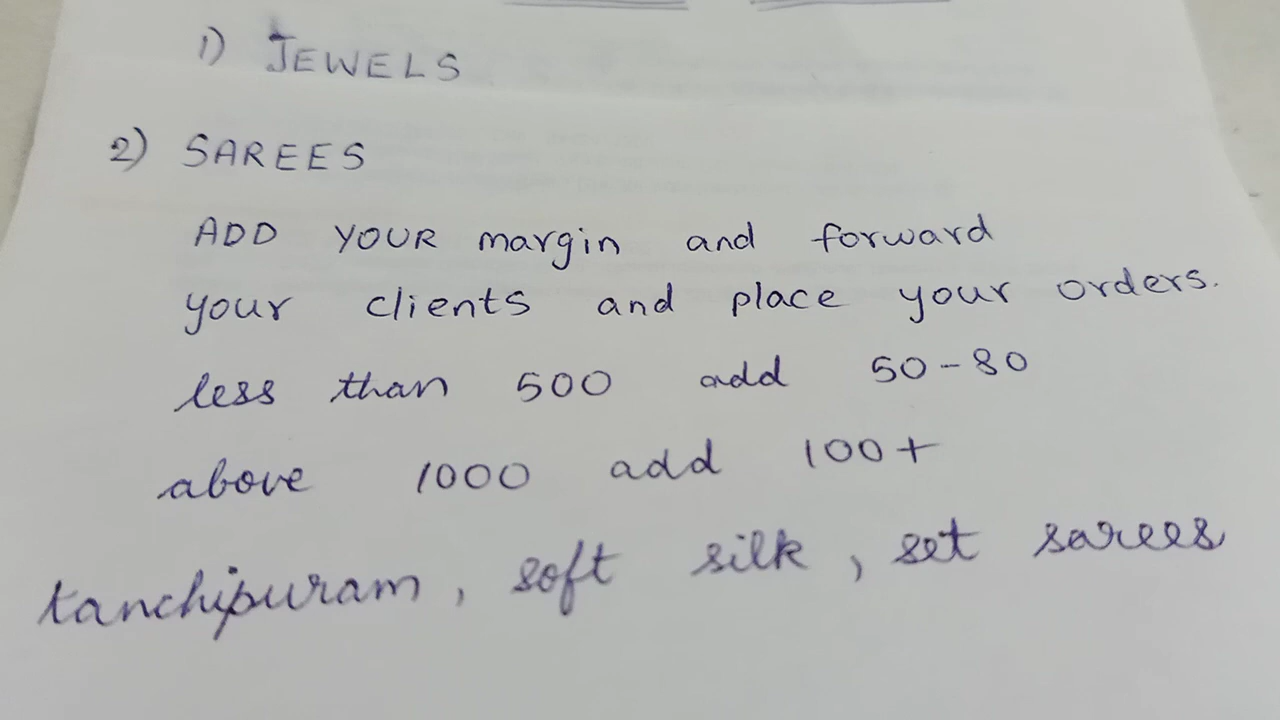 1) JEWELS
2) SAREES
ADD YOUR margin and forward
your clients and place your orders.
less than 500 add 50-80
above 1000 add 100+
tanchipuram, soft silk, set sarees